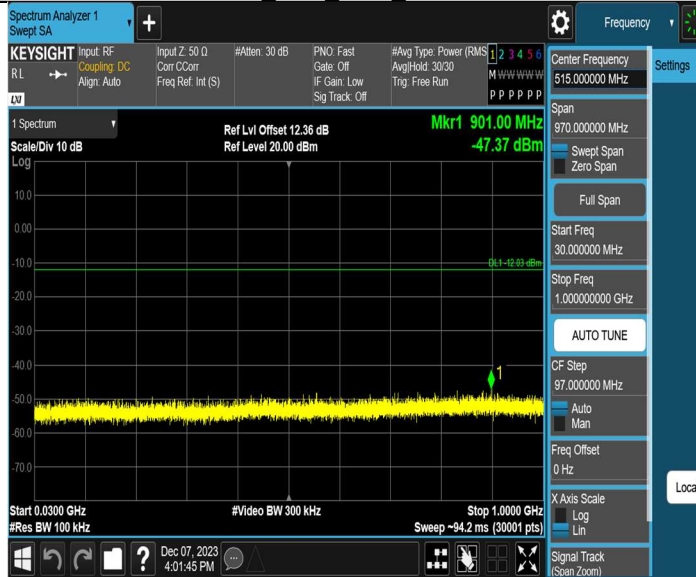 Spectrum Analyzer 1
Swept SA
+
Frequency
KEYSIGHT
RL
LXI
Input: RF
Coupling: DC
Align: Auto
Input Z: 50 Ω
Corr CCorr
Freq Ref: Int (S)
#Atten: 30 dB
PNO: Fast
Gate: Off
IF Gain: Low
Sig Track: Off
#Avg Type: Power (RMS
Avg|Hold: 30/30
Trig: Free Run
1 2 3 4 5 6
M W W W W W
P P P P P P
Center Frequency
515.000000 MHz
Settings
1 Spectrum
Scale/Div 10 dB
Log
Ref Lvl Offset 12.36 dB
Ref Level 20.00 dBm
Mkr1 901.00 MHz
-47.37 dBm
10.0
0.00
-10.0
-20.0
-30.0
-40.0
-50.0
-60.0
-70.0
DL1 -12.03 dBm
1
Start 0.0300 GHz
#Res BW 100 kHz
#Video BW 300 kHz
Stop 1.0000 GHz
Sweep ~94.2 ms (30001 pts)
Span
970.000000 MHz
Swept Span
Zero Span
Full Span
Start Freq
30.000000 MHz
Stop Freq
1.000000000 GHz
AUTO TUNE
CF Step
97.000000 MHz
Auto
Man
Freq Offset
0 Hz
X Axis Scale
Log
Lin
Signal Track
(Span Zoom)
Loca
?
Dec 07, 2023
4:01:45 PM